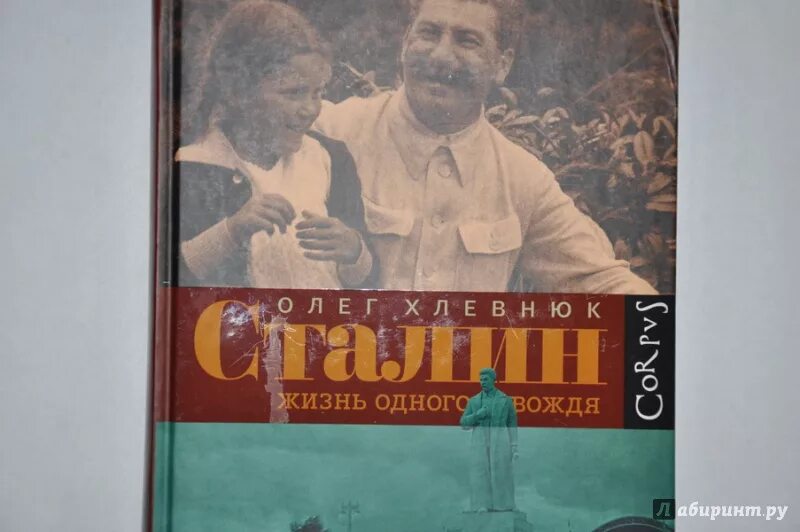 ОЛЕГ ХЛЕВНЮК
Сталин
ЖИЗНЬ ОДНОГО ВОЖДЯ
CORPVS
Лабиринт.ру